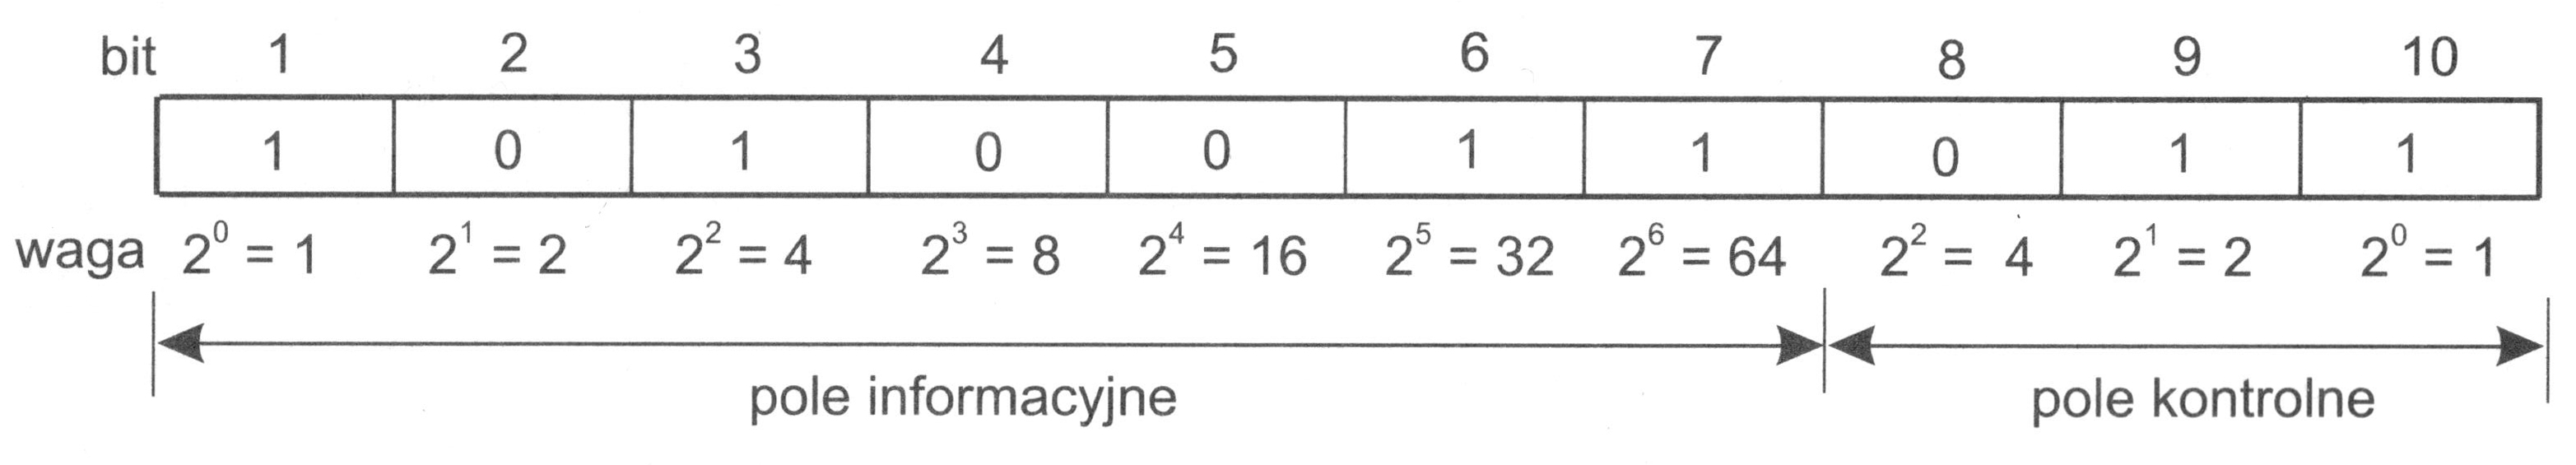 bit 1 2 3 4 5 6 7 8 9 10
1 0 1 0 0 1 1 0 1 1
waga 2⁰ = 1 2¹ = 2 2² = 4 2³ = 8 2⁴ = 16 2⁵ = 32 2⁶ = 64 2² = 4 2¹ = 2 2⁰ = 1
pole informacyjne pole kontrolne